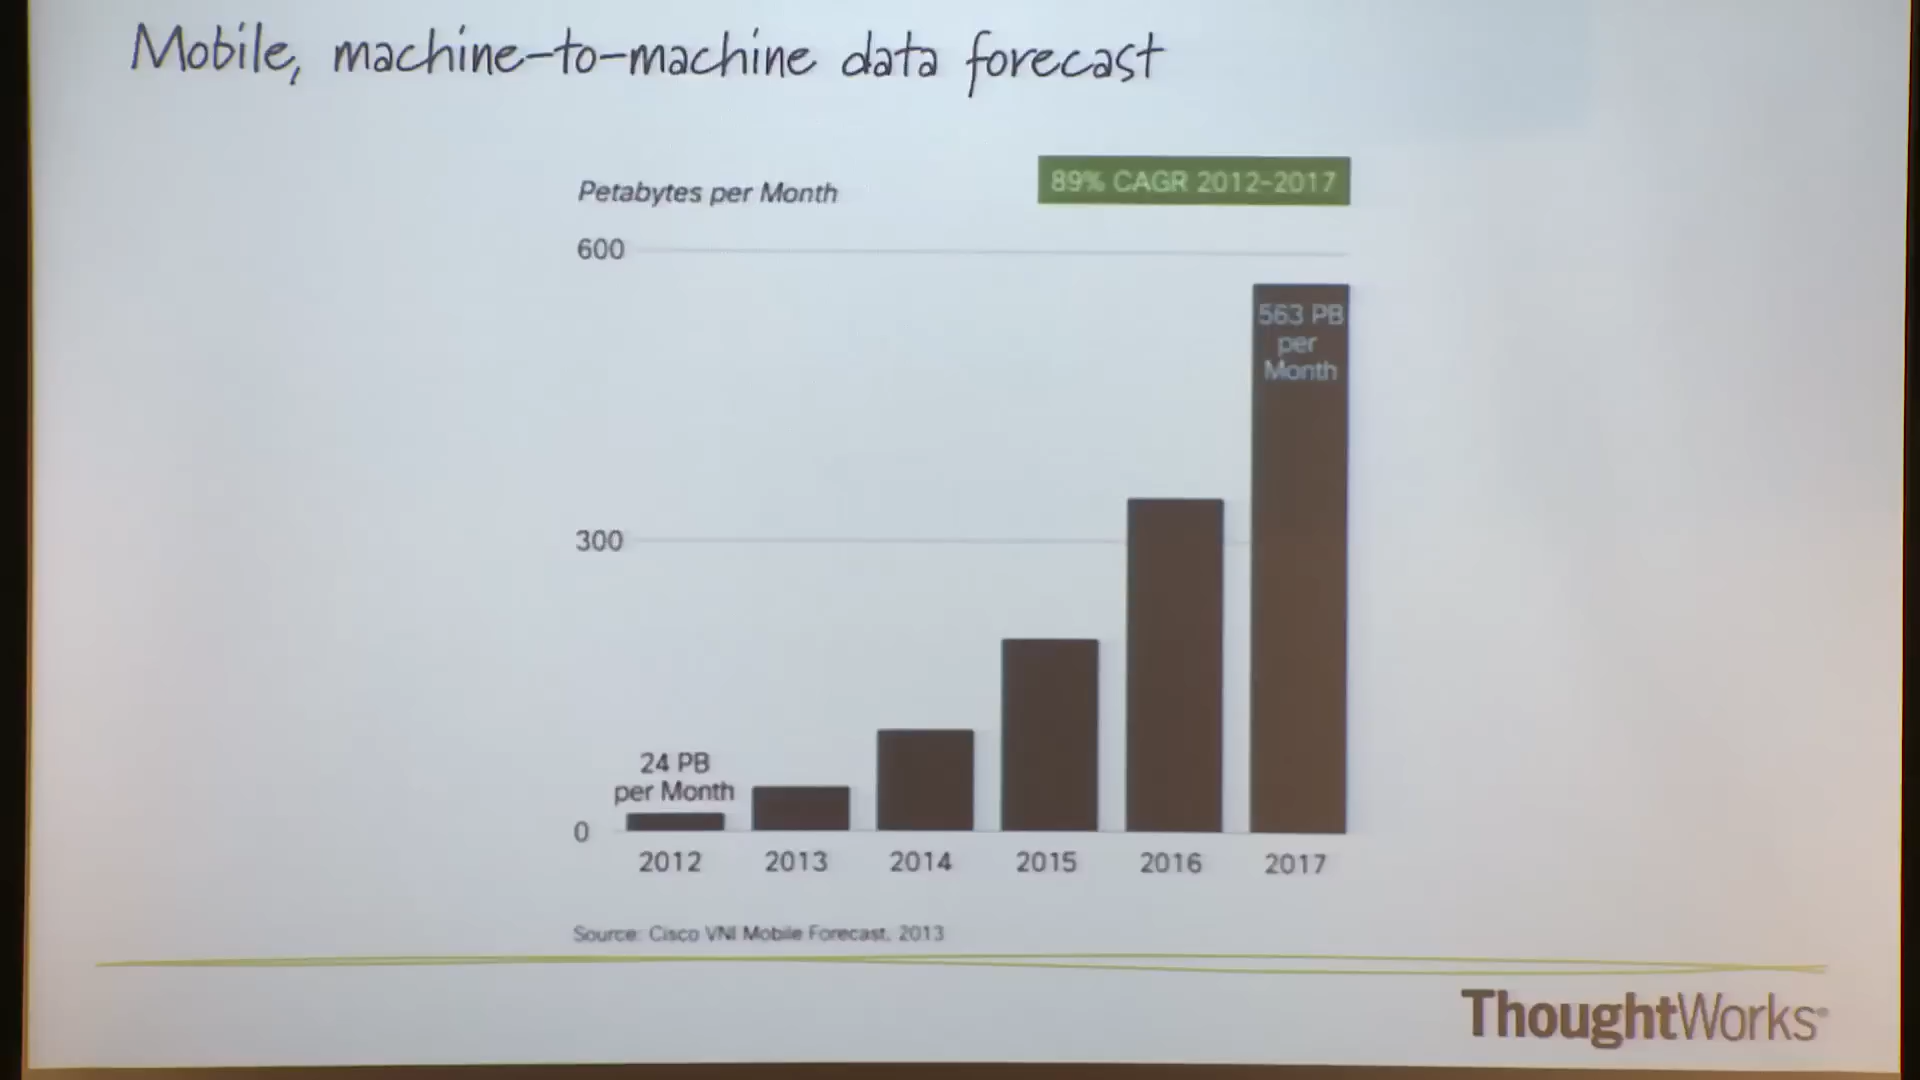 Mobile, machine-to-machine data forecast
Petabytes per Month
89% CAGR 2012-2017
600
563 PB
per
Month
300
24 PB
per Month
0
2012 2013 2014 2015 2016 2017
Source: Cisco VNI Mobile Forecast, 2013
ThoughtWorks®